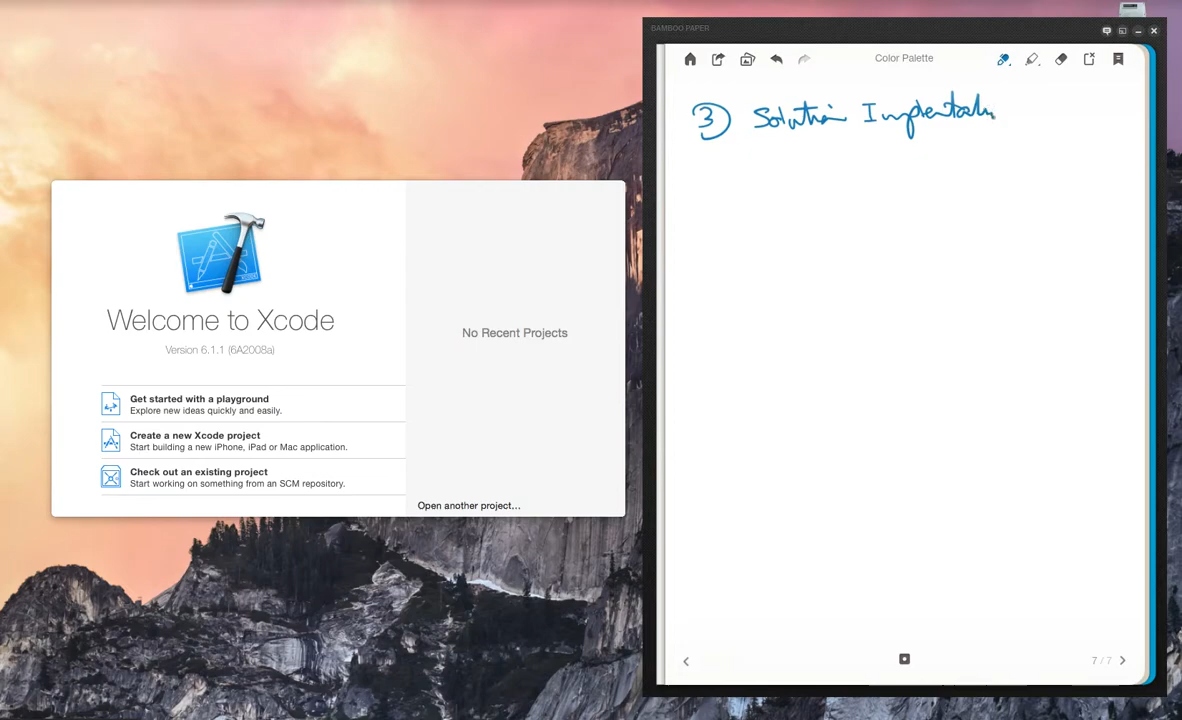 BAMBOO PAPER
Color Palette
③ Solution
Welcome to Xcode
Version 6.1.1 (6A2008a)
No Recent Projects
Get started with a playground
Explore new ideas quickly and easily.
Create a new Xcode project
Start building a new iPhone, iPad or Mac application.
Check out an existing project
Start working on something from an SCM repository.
Open another project...
7 / 7